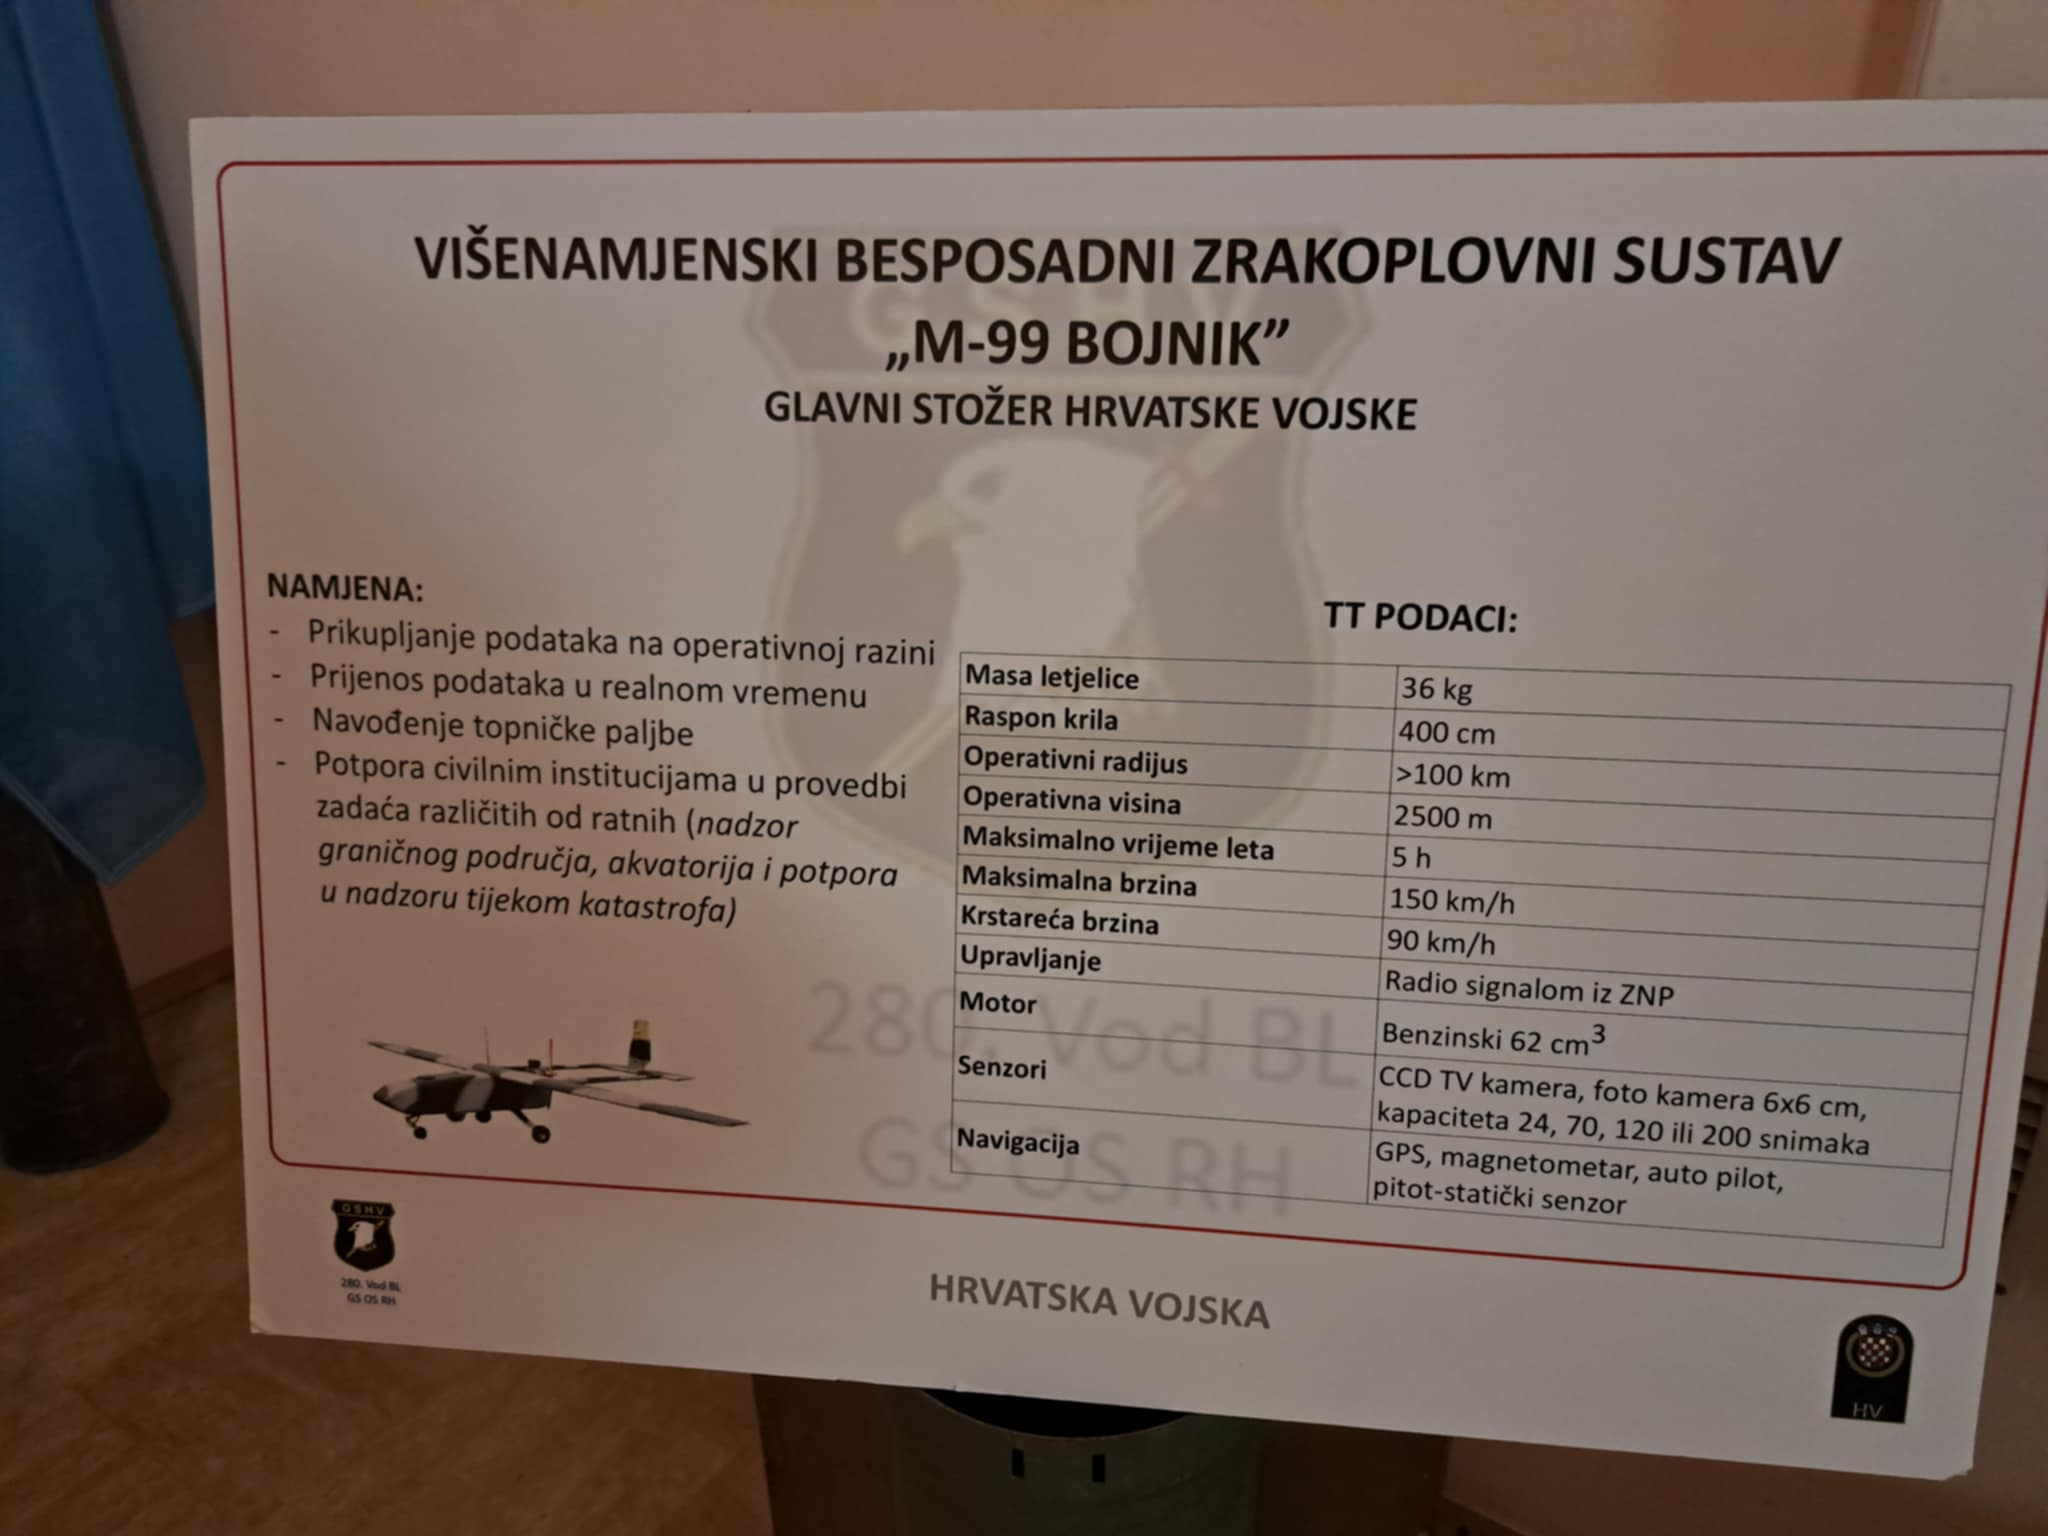 VIŠENAMJENSKI BESPOSADNI ZRAKOPLOVNI SUSTAV
„M-99 BOJNIK”
GLAVNI STOŽER HRVATSKE VOJSKE
NAMJENA:
- Prikupljanje podataka na operativnoj razini
- Prijenos podataka u realnom vremenu
- Navođenje topničke paljbe
- Potpora civilnim institucijama u provedbi
zadaća različitih od ratnih (nadzor
graničnog područja, akvatorija i potpora
u nadzoru tijekom katastrofa)
TT PODACI:
Masa letjelice 36 kg
Raspon krila 400 cm
Operativni radijus >100 km
Operativna visina 2500 m
Maksimalno vrijeme leta 5 h
Maksimalna brzina 150 km/h
Krstareća brzina 90 km/h
Upravljanje Radio signalom iz ZNP
Motor Benzinski 62 cm³
Senzori CCD TV kamera, foto kamera 6x6 cm,
kapaciteta 24, 70, 120 ili 200 snimaka
Navigacija GPS, magnetometar, auto pilot,
pitot-statički senzor
GSHV
280. Vod BL
GS OS RH
GSHV
280. Vod BL
GS OS RH
HRVATSKA VOJSKA
HV